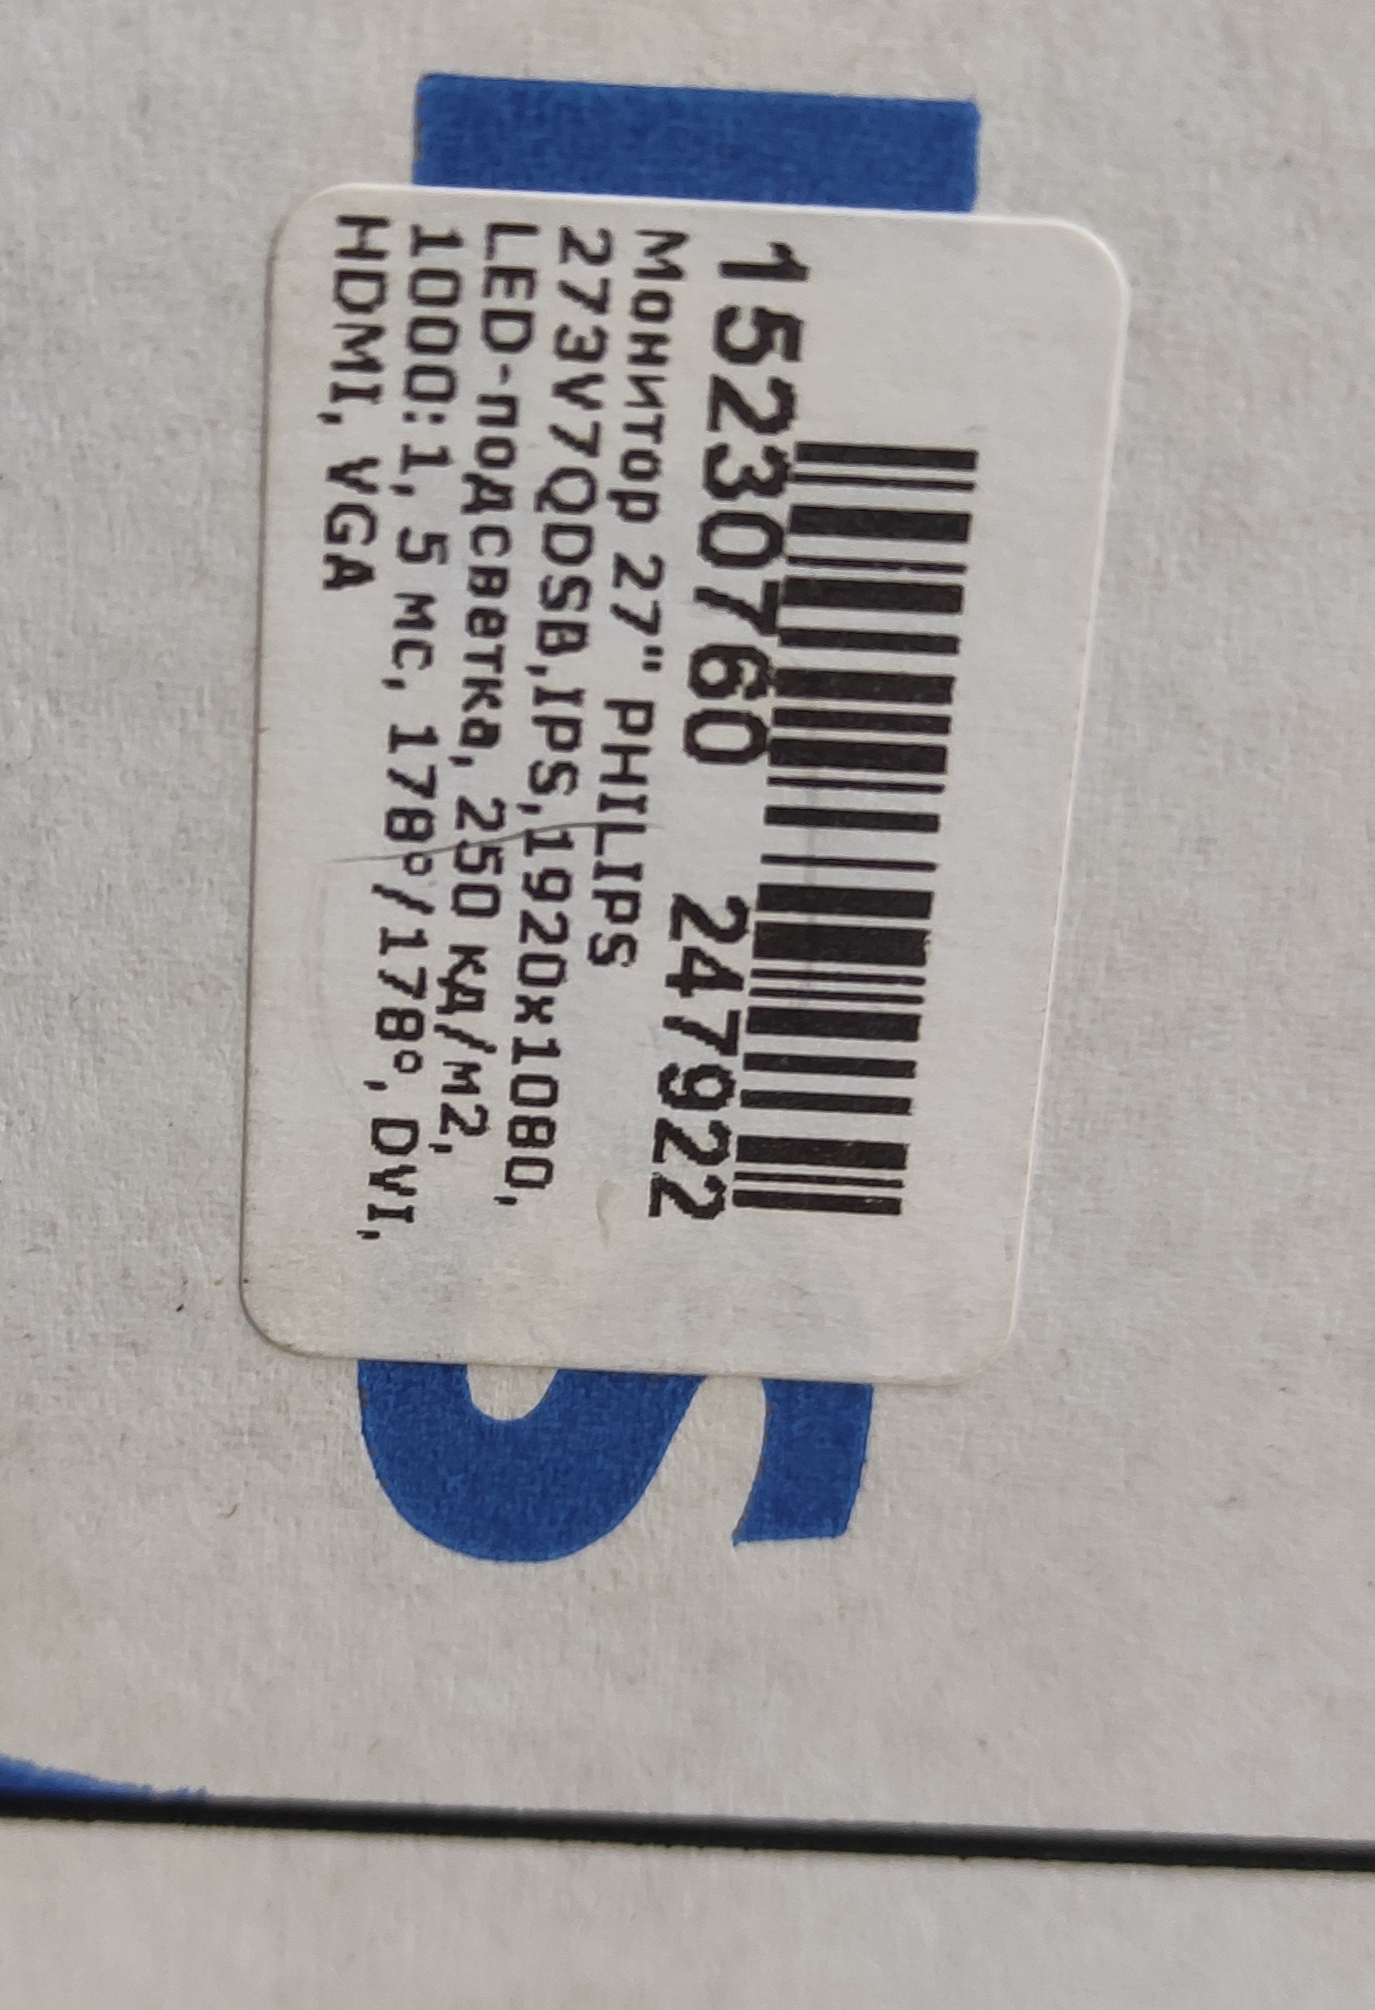 15230760 247922
Монитор 27" PHILIPS
273V7QDSB,IPS,1920x1080,
LED-подсветка, 250 кд/м2,
1000:1, 5 мс, 178°/178°, DVI,
HDMI, VGA